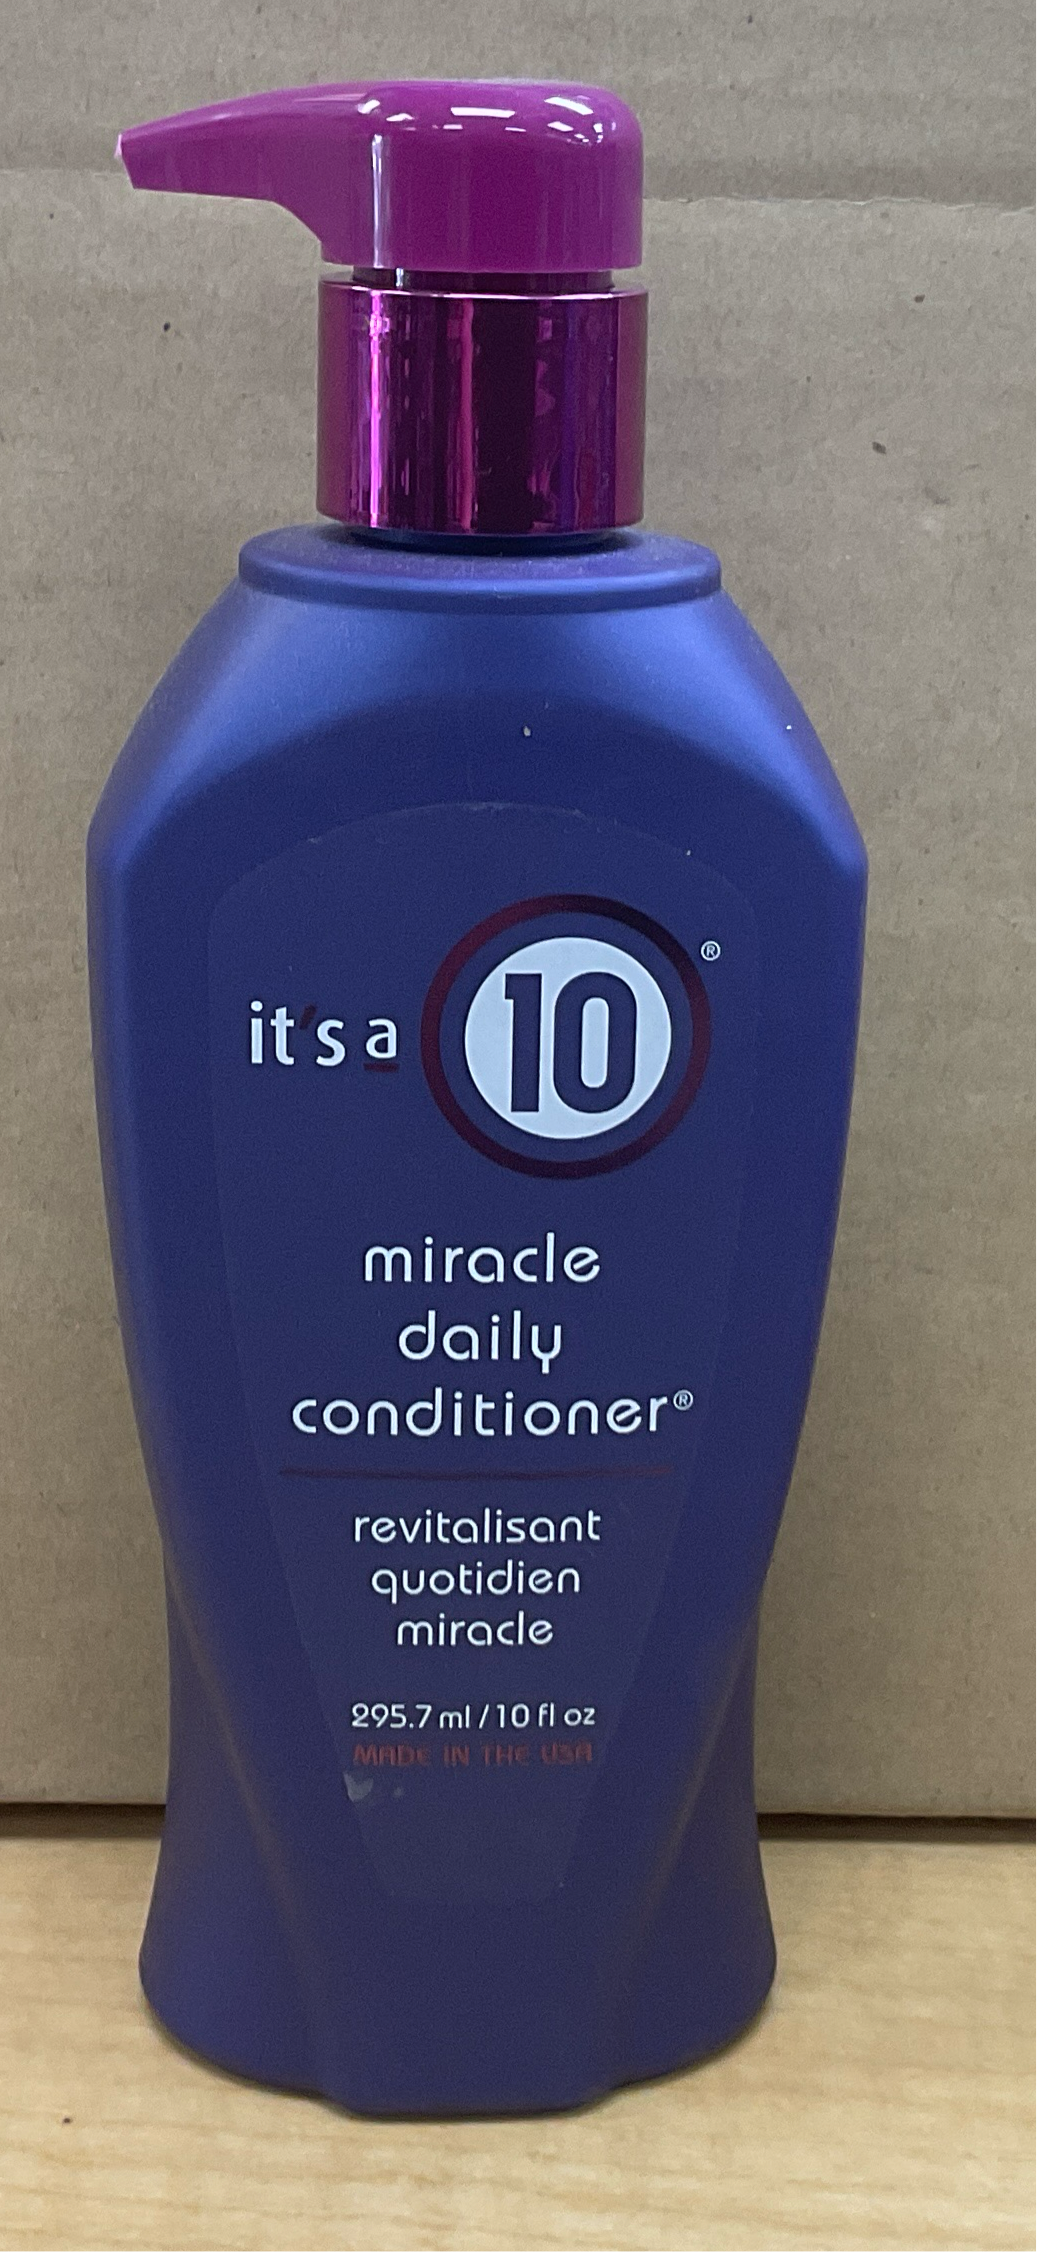 it's a 10®
miracle
daily
conditioner®
revitalisant
quotidien
miracle
295.7 ml / 10 fl oz
MADE IN THE USA